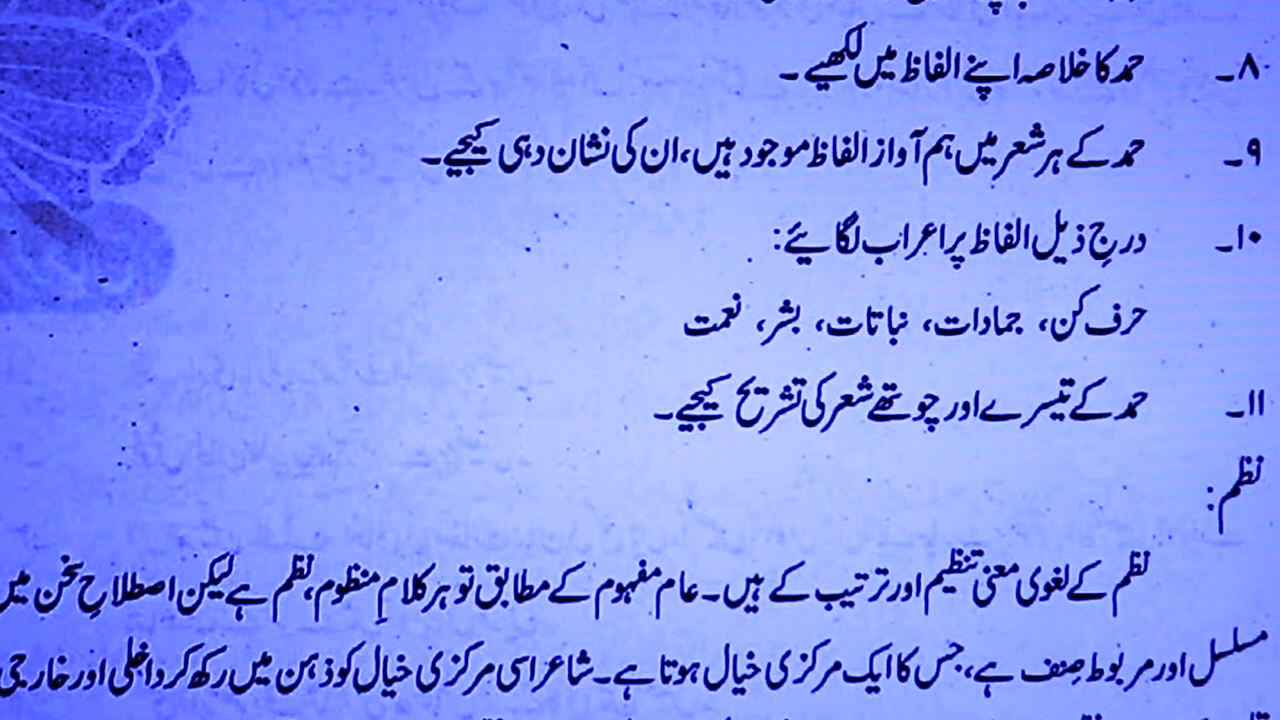 ۸۔ حمد کا خلاصہ اپنے الفاظ میں لکھیے۔
۹۔ حمد کے ہر شعر میں ہم آواز الفاظ موجود ہیں، ان کی نشان دہی کیجیے۔
۱۰۔ درجِ ذیل الفاظ پر اعراب لگائیے:
حرف کن، جمادات، نباتات، بشر، نعمت
۱۱۔ حمد کے تیسرے اور چوتھے شعر کی تشریح کیجیے۔
نظم:
نظم کے لغوی معنی تنظیم اور ترتیب کے ہیں۔ عام مفہوم کے مطابق تو ہر کلامِ منظوم، نظم ہے لیکن اصطلاحِ سخن میں
مسلسل اور مربوط صِنف ہے، جس کا ایک مرکزی خیال ہوتا ہے۔ شاعر اسی مرکزی خیال کو ذہن میں رکھ کر داخلی اور خارجی